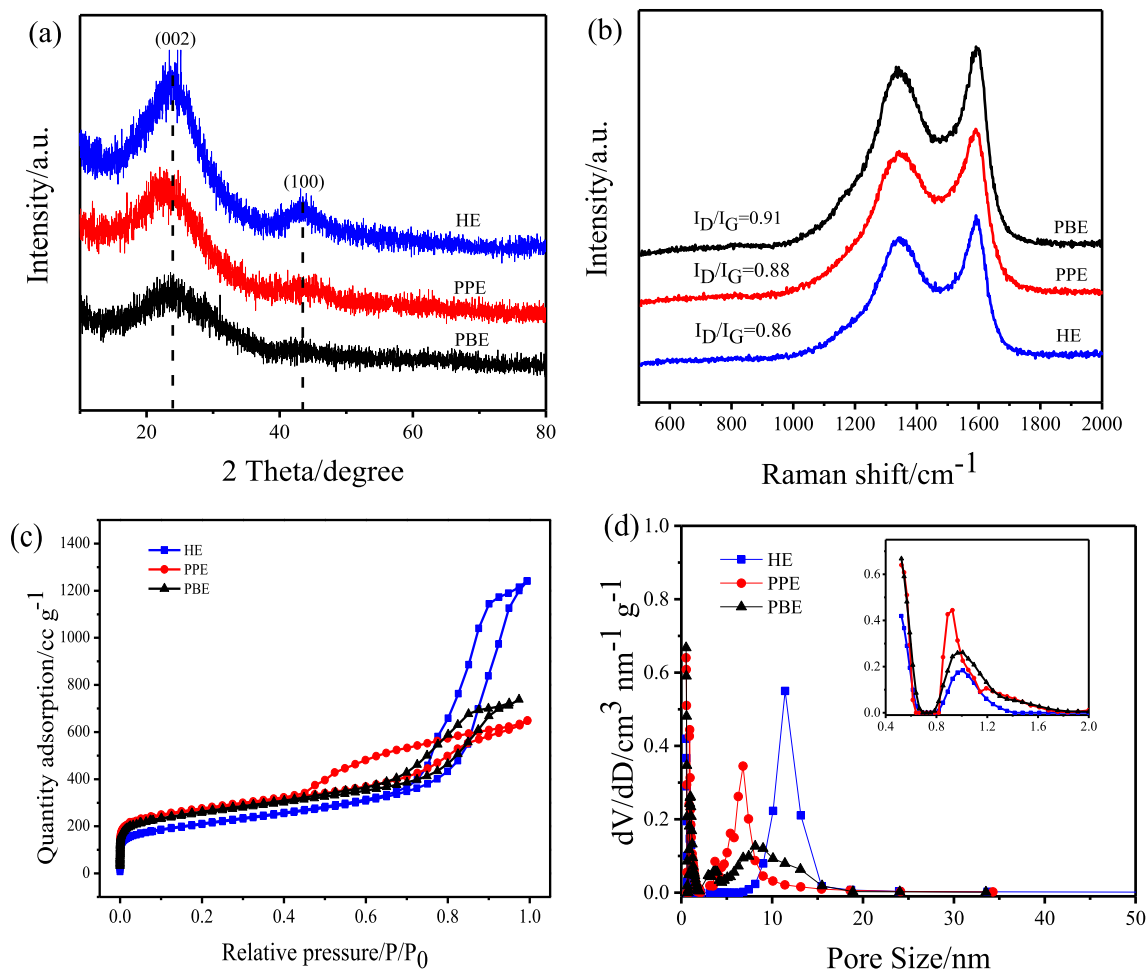 (a)
(002)
(100)
HE
PPE
PBE
Intensity/a.u.
20 40 60 80
2 Theta/degree
(b)
I_D/I_G=0.91
PBE
I_D/I_G=0.88
PPE
I_D/I_G=0.86
HE
Intensity/a.u.
600 800 1000 1200 1400 1600 1800 2000
Raman shift/cm⁻¹
(c)
1400
1200
1000
800
600
400
200
0
HE
PPE
PBE
Quantity adsorption/cc g⁻¹
0.0 0.2 0.4 0.6 0.8 1.0
Relative pressure/P/P₀
(d)
1.0
0.8
0.6
0.4
0.2
0.0
HE
PPE
PBE
0.6
0.4
0.2
0.0
0.4 0.8 1.2 1.6 2.0
dV/dD/cm³ nm⁻¹ g⁻¹
0 10 20 30 40 50
Pore Size/nm